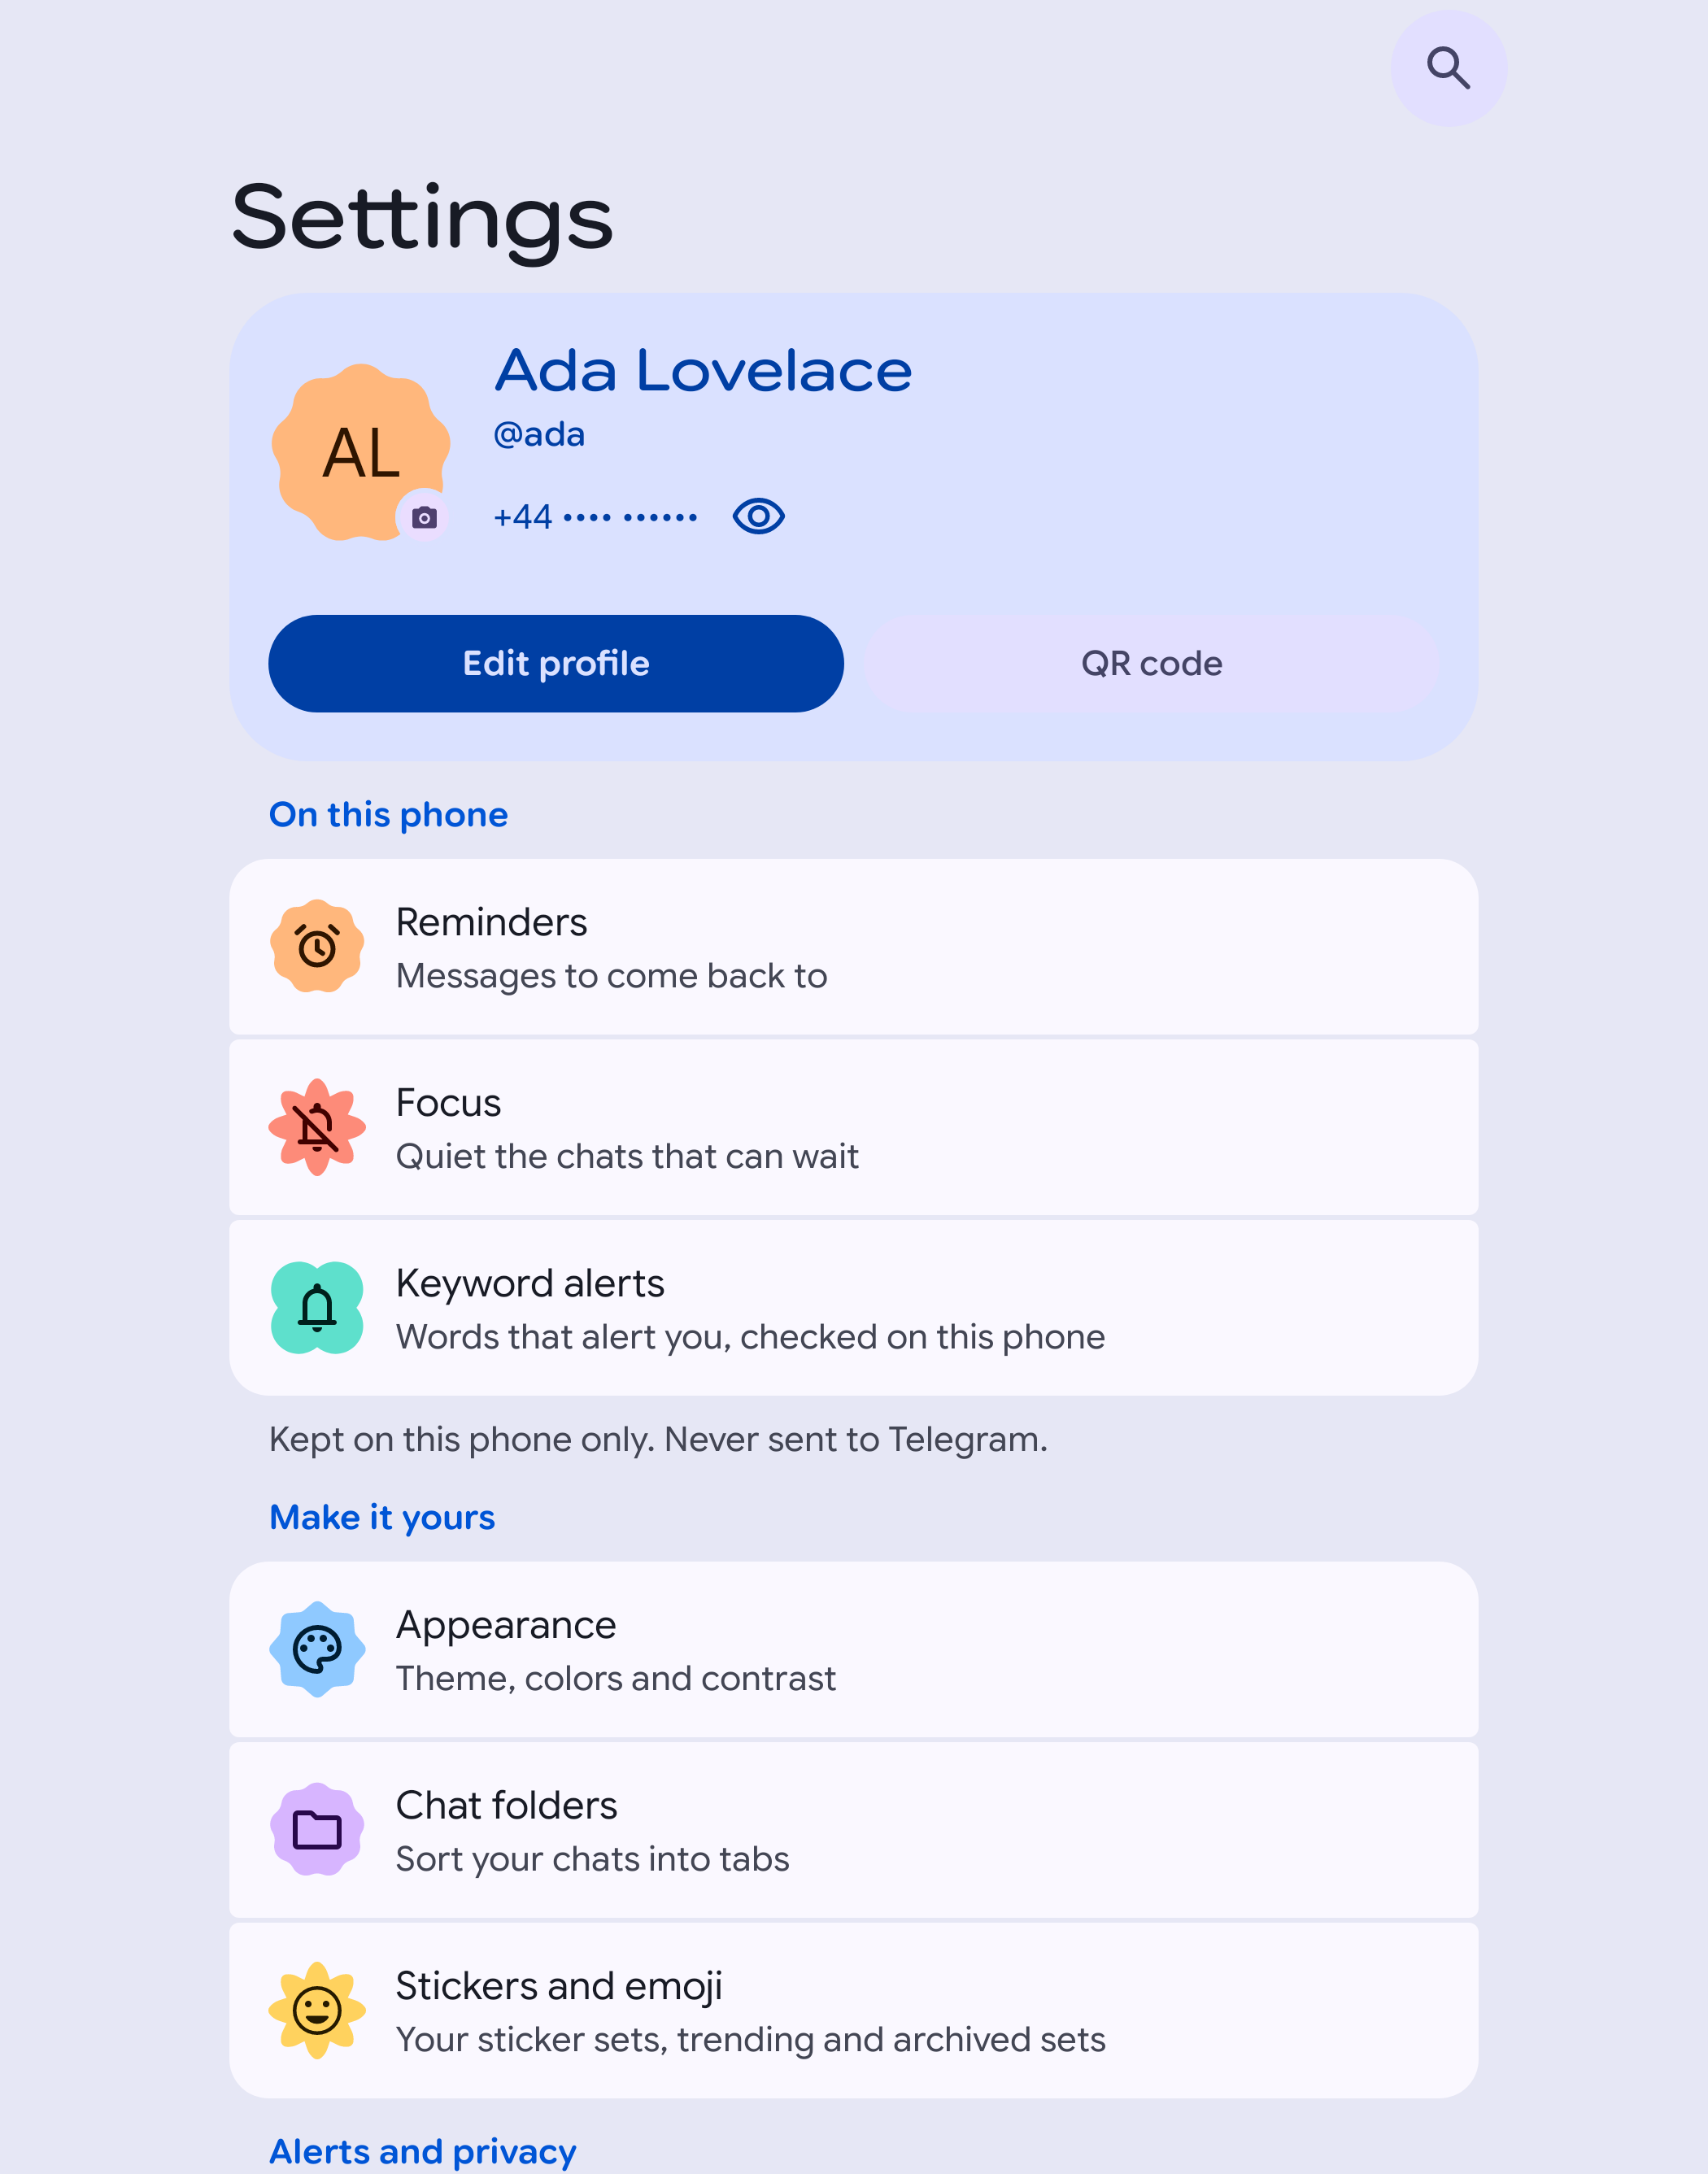 Settings
AL
Ada Lovelace
@ada
+44 •••• ••••••
Edit profile
QR code
On this phone
Reminders
Messages to come back to
Focus
Quiet the chats that can wait
Keyword alerts
Words that alert you, checked on this phone
Kept on this phone only. Never sent to Telegram.
Make it yours
Appearance
Theme, colors and contrast
Chat folders
Sort your chats into tabs
Stickers and emoji
Your sticker sets, trending and archived sets
Alerts and privacy